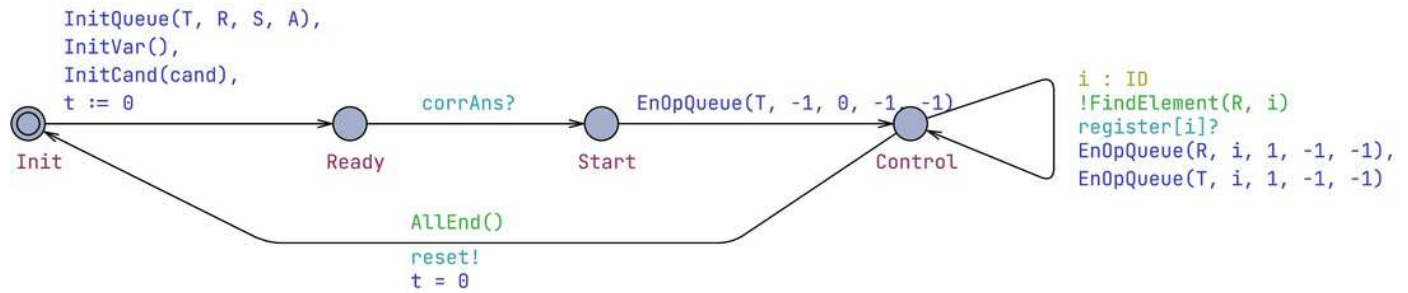 InitQueue(T, R, S, A),
InitVar(),
InitCand(cand),
t := 0
corrAns?
EnOpQueue(T, -1, 0, -1, -1)
i : ID
!FindElement(R, i)
register[i]?
EnOpQueue(R, i, 1, -1, -1),
EnOpQueue(T, i, 1, -1, -1)
Init
Ready
Start
Control
AllEnd()
reset!
t = 0